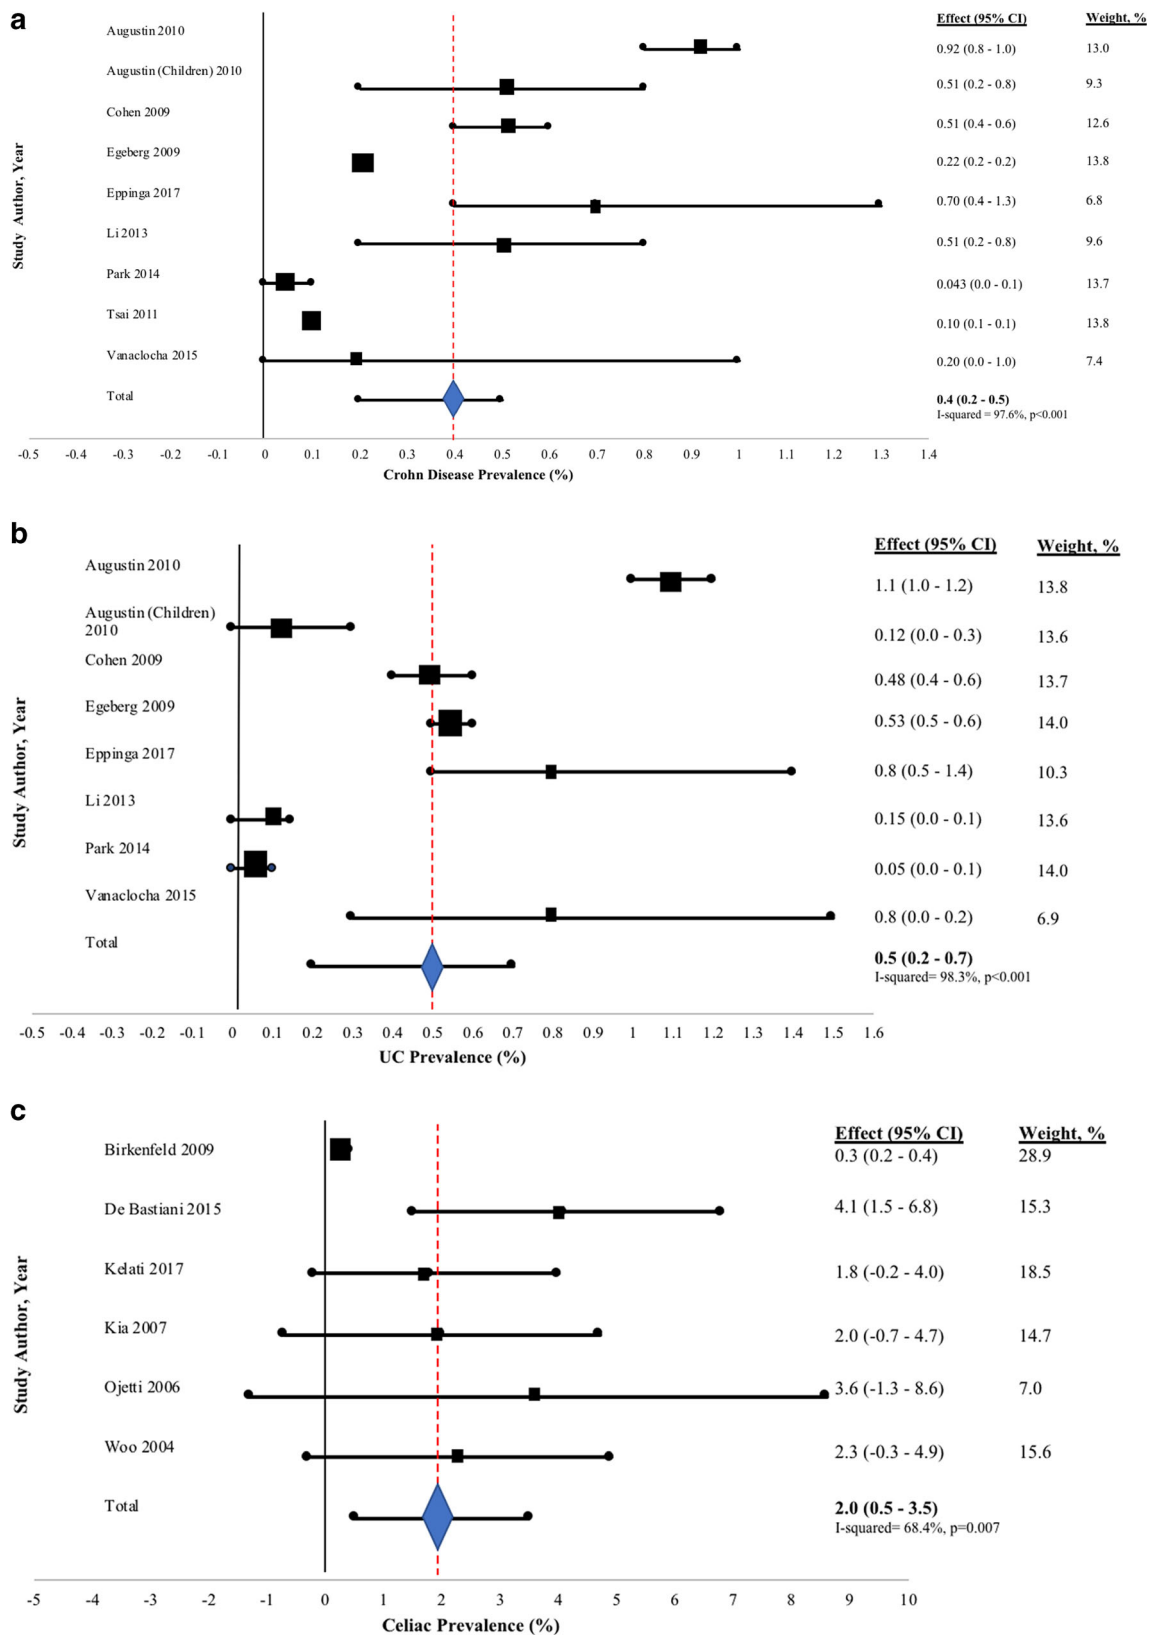 a
Effect (95% CI) Weight, %
Augustin 2010
0.92 (0.8 - 1.0) 13.0
Augustin (Children) 2010
0.51 (0.2 - 0.8) 9.3
Cohen 2009
0.51 (0.4 - 0.6) 12.6
Egeberg 2009
0.22 (0.2 - 0.2) 13.8
Eppinga 2017
0.70 (0.4 - 1.3) 6.8
Li 2013
0.51 (0.2 - 0.8) 9.6
Park 2014
0.043 (0.0 - 0.1) 13.7
Tsai 2011
0.10 (0.1 - 0.1) 13.8
Vanaclocha 2015
0.20 (0.0 - 1.0) 7.4
Total
0.4 (0.2 - 0.5)
I-squared = 97.6%, p<0.001
Study Author, Year
-0.5 -0.4 -0.3 -0.2 -0.1 0 0.1 0.2 0.3 0.4 0.5 0.6 0.7 0.8 0.9 1 1.1 1.2 1.3 1.4
Crohn Disease Prevalence (%)
b
Effect (95% CI) Weight, %
Augustin 2010
1.1 (1.0 - 1.2) 13.8
Augustin (Children)
2010
0.12 (0.0 - 0.3) 13.6
Cohen 2009
0.48 (0.4 - 0.6) 13.7
Egeberg 2009
0.53 (0.5 - 0.6) 14.0
Eppinga 2017
0.8 (0.5 - 1.4) 10.3
Li 2013
0.15 (0.0 - 0.1) 13.6
Park 2014
0.05 (0.0 - 0.1) 14.0
Vanaclocha 2015
0.8 (0.0 - 0.2) 6.9
Total
0.5 (0.2 - 0.7)
I-squared= 98.3%, p<0.001
Study Author, Year
-0.5 -0.4 -0.3 -0.2 -0.1 0 0.1 0.2 0.3 0.4 0.5 0.6 0.7 0.8 0.9 1 1.1 1.2 1.3 1.4 1.5 1.6
UC Prevalence (%)
c
Effect (95% CI) Weight, %
Birkenfeld 2009
0.3 (0.2 - 0.4) 28.9
De Bastiani 2015
4.1 (1.5 - 6.8) 15.3
Kelati 2017
1.8 (-0.2 - 4.0) 18.5
Kia 2007
2.0 (-0.7 - 4.7) 14.7
Ojetti 2006
3.6 (-1.3 - 8.6) 7.0
Woo 2004
2.3 (-0.3 - 4.9) 15.6
Total
2.0 (0.5 - 3.5)
I-squared= 68.4%, p=0.007
Study Author, Year
-5 -4 -3 -2 -1 0 1 2 3 4 5 6 7 8 9 10
Celiac Prevalence (%)